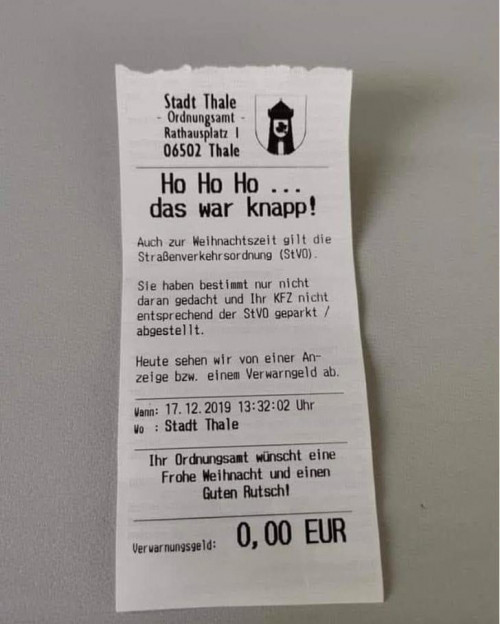 Stadt Thale
- Ordnungsamt -
Rathausplatz 1
06502 Thale
Ho Ho Ho ...
das war knapp!
Auch zur Weihnachtszeit gilt die
Straßenverkehrsordnung (StVO).
Sie haben bestimmt nur nicht
daran gedacht und Ihr KFZ nicht
entsprechend der StVO geparkt /
abgestellt.
Heute sehen wir von einer An-
zeige bzw. einem Verwarngeld ab.
Wann: 17.12.2019 13:32:02 Uhr
Wo : Stadt Thale
Ihr Ordnungsamt wünscht eine
Frohe Weihnacht und einen
Guten Rutsch!
Verwarnungsgeld: 0,00 EUR